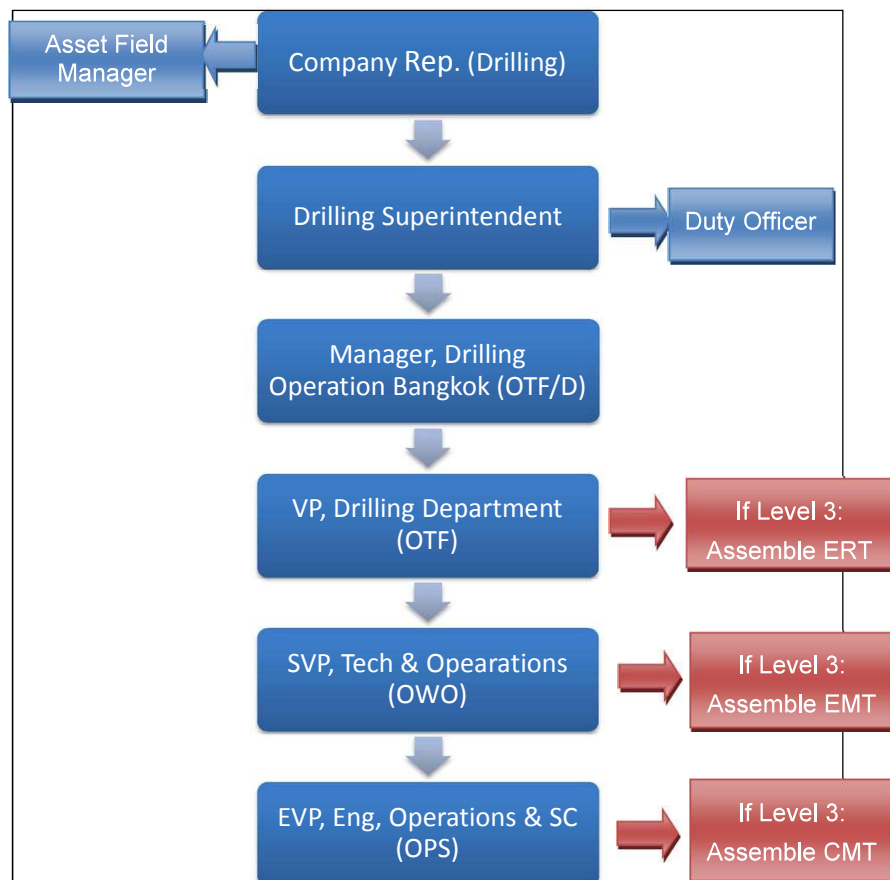 Asset Field
Manager
Company Rep. (Drilling)
Drilling Superintendent
Duty Officer
Manager, Drilling
Operation Bangkok (OTF/D)
VP, Drilling Department
(OTF)
If Level 3:
Assemble ERT
SVP, Tech & Opearations
(OWO)
If Level 3:
Assemble EMT
EVP, Eng, Operations & SC
(OPS)
If Level 3:
Assemble CMT